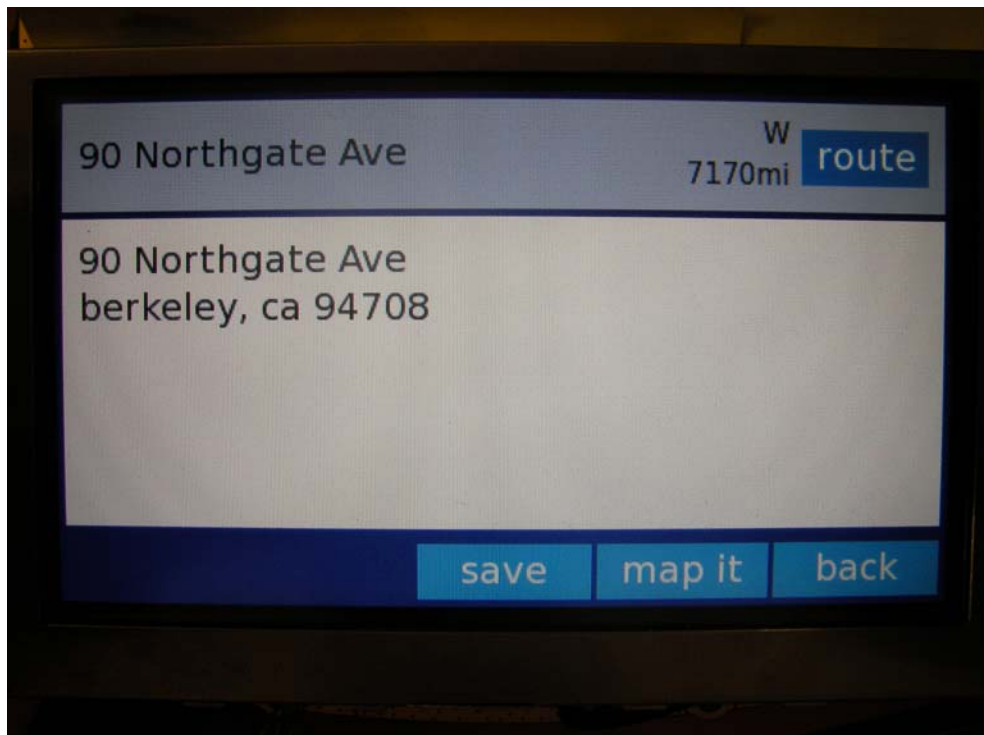 90 Northgate Ave
W
7170mi
route
90 Northgate Ave
berkeley, ca 94708
save
map it
back